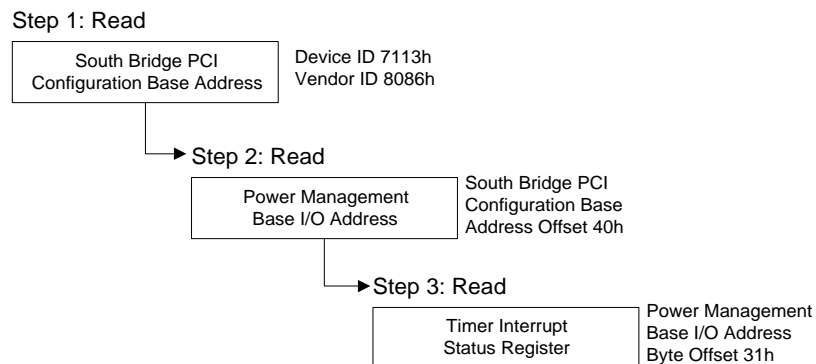 Step 1: Read
South Bridge PCI
Configuration Base Address
Device ID 7113h
Vendor ID 8086h
Step 2: Read
Power Management
Base I/O Address
South Bridge PCI
Configuration Base
Address Offset 40h
Step 3: Read
Timer Interrupt
Status Register
Power Management
Base I/O Address
Byte Offset 31h